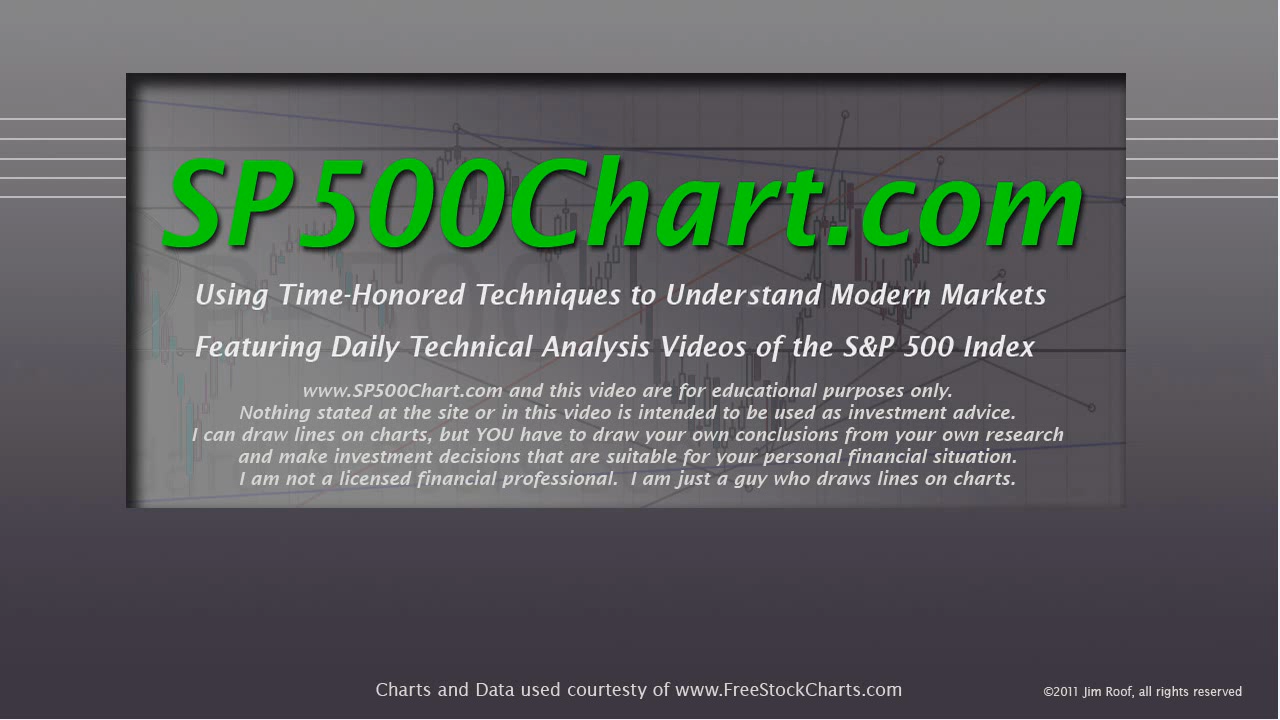 SP500Chart.com
Using Time-Honored Techniques to Understand Modern Markets
Featuring Daily Technical Analysis Videos of the S&P 500 Index
www.SP500Chart.com and this video are for educational purposes only.
Nothing stated at the site or in this video is intended to be used as investment advice.
I can draw lines on charts, but YOU have to draw your own conclusions from your own research
and make investment decisions that are suitable for your personal financial situation.
I am not a licensed financial professional.  I am just a guy who draws lines on charts.
Charts and Data used courtesty of www.FreeStockCharts.com
©2011 Jim Roof, all rights reserved